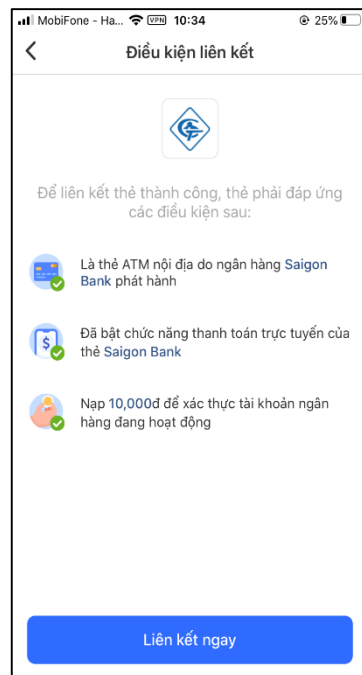 MobiFone - Ha... VPN 10:34 25%
Điều kiện liên kết
Để liên kết thẻ thành công, thẻ phải đáp ứng
các điều kiện sau:
Là thẻ ATM nội địa do ngân hàng Saigon
Bank phát hành
Đã bật chức năng thanh toán trực tuyến của
thẻ Saigon Bank
Nạp 10,000đ để xác thực tài khoản ngân
hàng đang hoạt động
Liên kết ngay